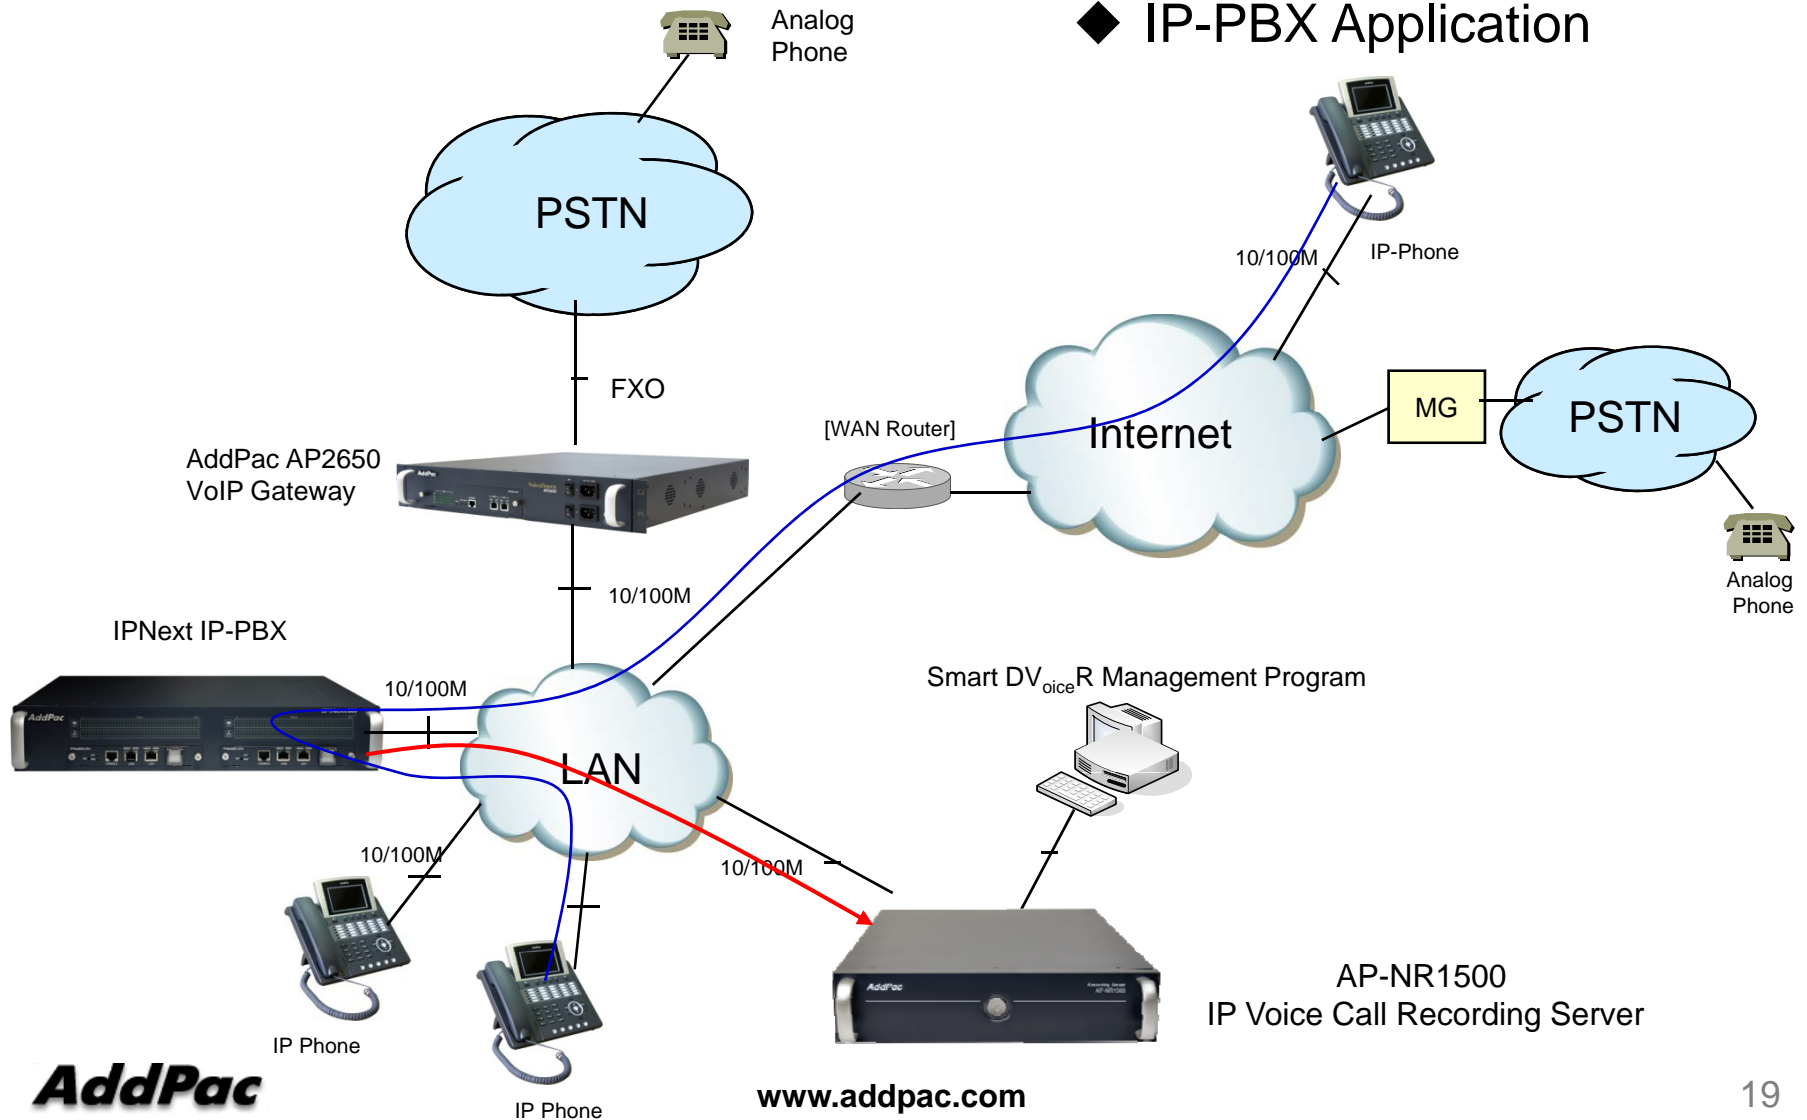 ◆ IP-PBX Application
Analog
Phone
PSTN
FXO
AddPac AP2650
VoIP Gateway
10/100M
IP-Phone
10/100M
Internet
[WAN Router]
MG
PSTN
Analog
Phone
IPNext IP-PBX
10/100M
AddPac
LAN
Smart DVoiceR Management Program
10/100M
10/100M
IP Phone
IP Phone
AddPac
AP-NR1500
IP Voice Call Recording Server
AddPac
www.addpac.com
19